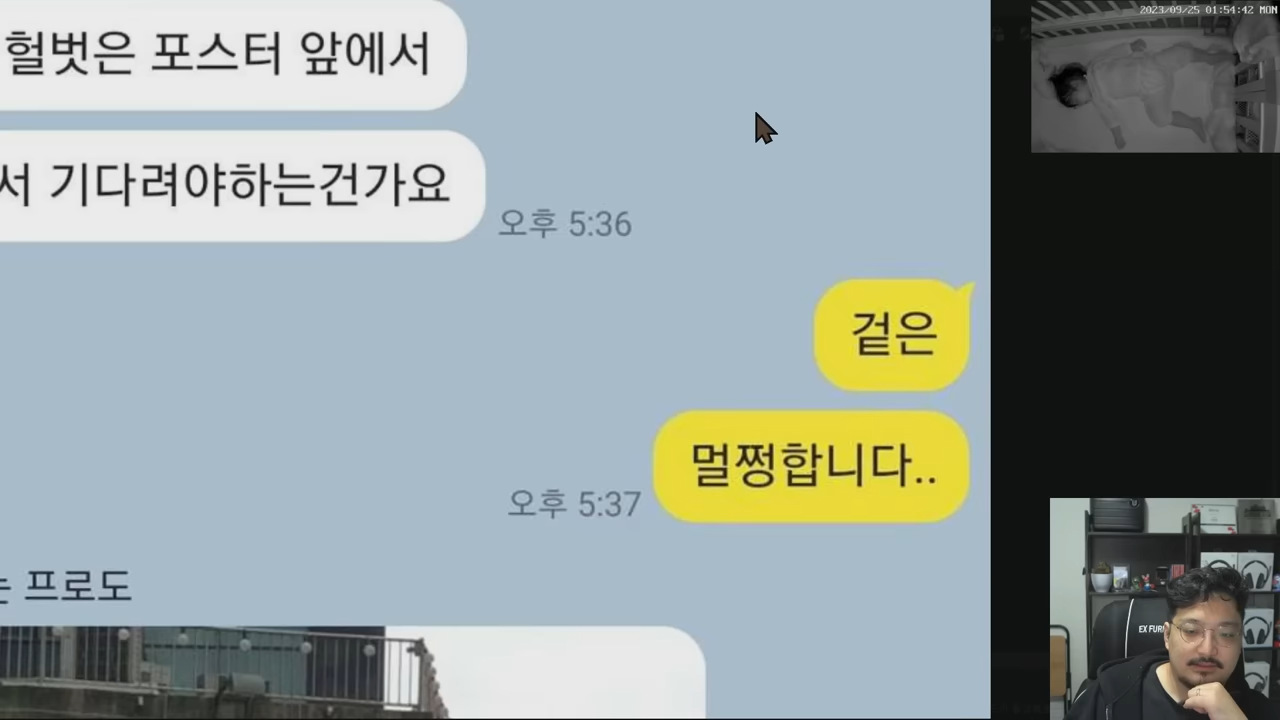 2023/09/25 01:54:42 MON
헐벗은 포스터 앞에서
서 기다려야하는건가요
오후 5:36
겉은
멀쩡합니다..
오후 5:37
는 프로도
EX FUR